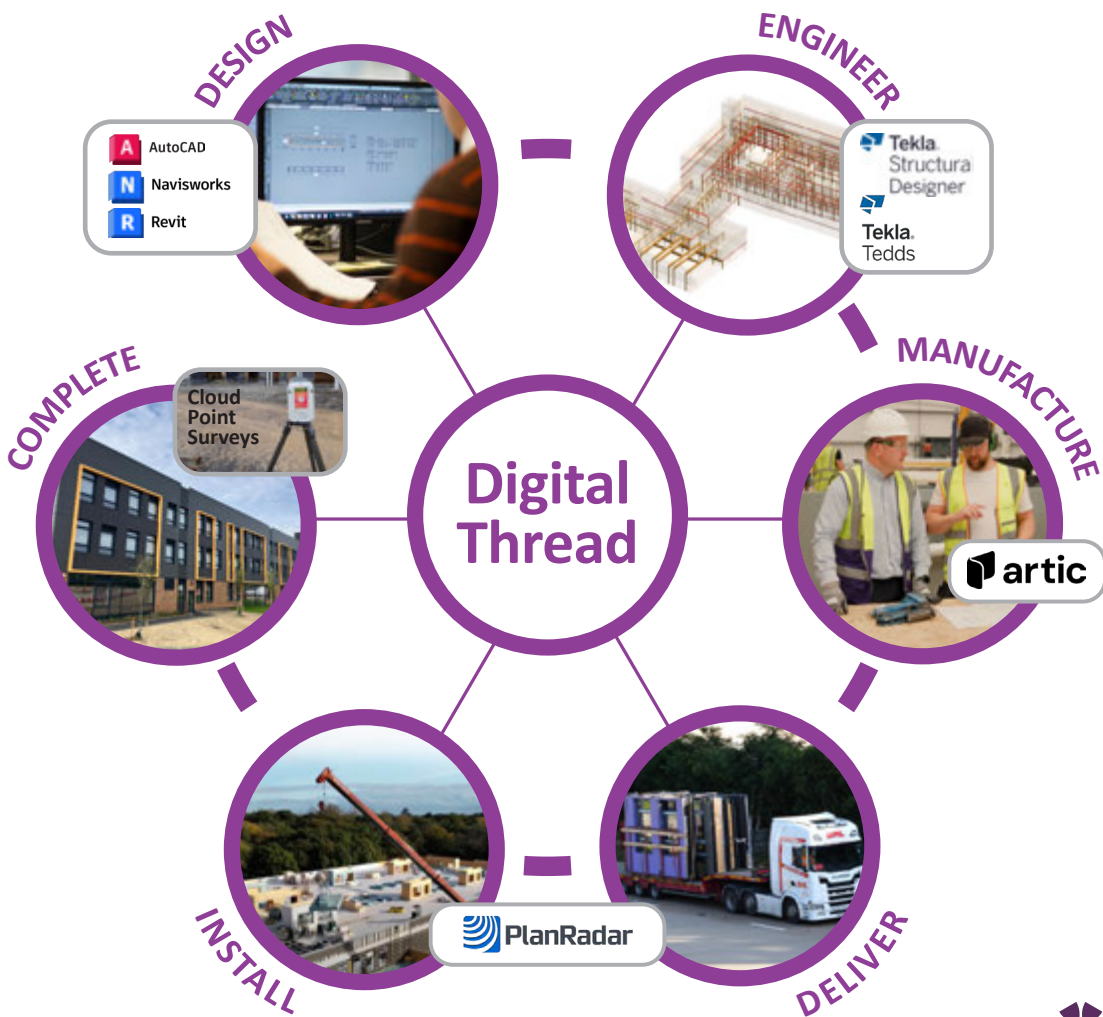 DESIGN
A AutoCAD
N Navisworks
R Revit
ENGINEER
Tekla.
Structura
Designer
Tekla.
Tedds
MANUFACTURE
artic
COMPLETE
Cloud
Point
Surveys
Digital
Thread
INSTALL
PlanRadar
DELIVER